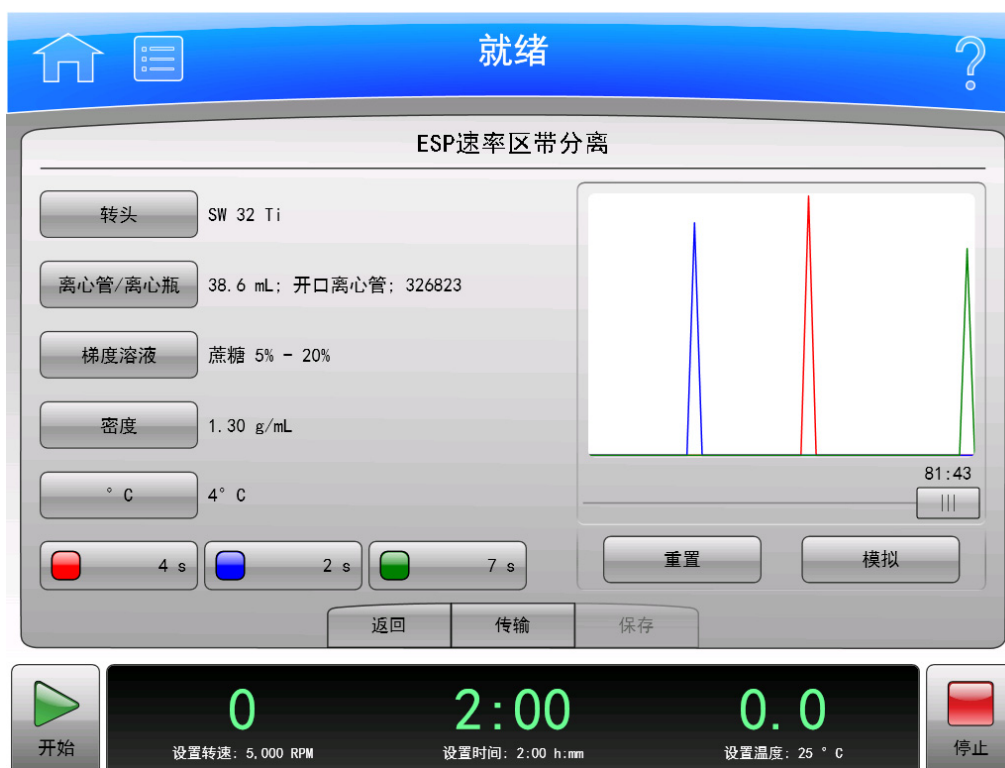 就绪
ESP速率区带分离
转头 SW 32 Ti
离心管/离心瓶 38.6 mL; 开口离心管; 326823
梯度溶液 蔗糖 5% - 20%
密度 1.30 g/mL
° C 4° C
81:43
4 s 2 s 7 s
重置 模拟
返回 传输 保存
0 2:00 0.0
开始 设置转速: 5,000 RPM 设置时间: 2:00 h:mm 设置温度: 25 ° C 停止